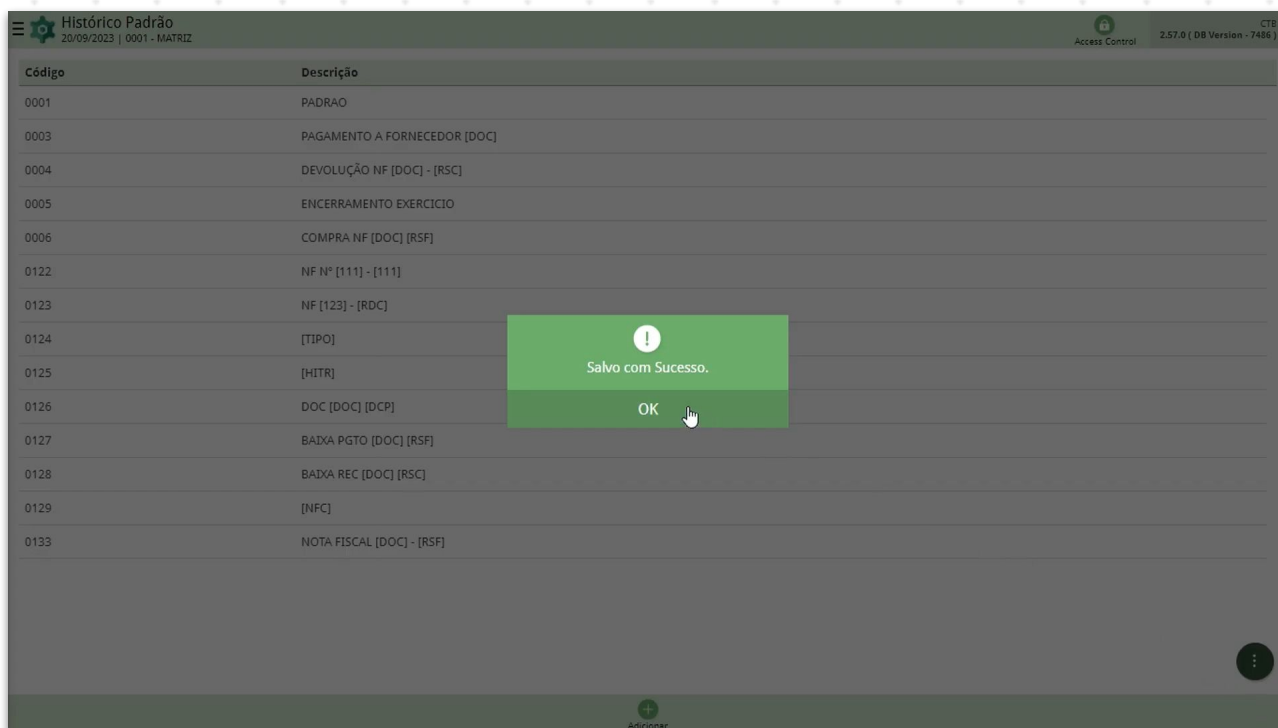 Histórico Padrão
20/09/2023 | 0001 - MATRIZ
Access Control
CTB
2.57.0 ( DB Version - 7486 )
Código Descrição
0001 PADRAO
0003 PAGAMENTO A FORNECEDOR [DOC]
0004 DEVOLUÇÃO NF [DOC] - [RSC]
0005 ENCERRAMENTO EXERCICIO
0006 COMPRA NF [DOC] [RSF]
0122 NF Nº [111] - [111]
0123 NF [123] - [RDC]
0124 [TIPO]
0125 [HITR]
0126 DOC [DOC] [DCP]
0127 BAIXA PGTO [DOC] [RSF]
0128 BAIXA REC [DOC] [RSC]
0129 [NFC]
0133 NOTA FISCAL [DOC] - [RSF]
Salvo com Sucesso.
OK
Adicionar